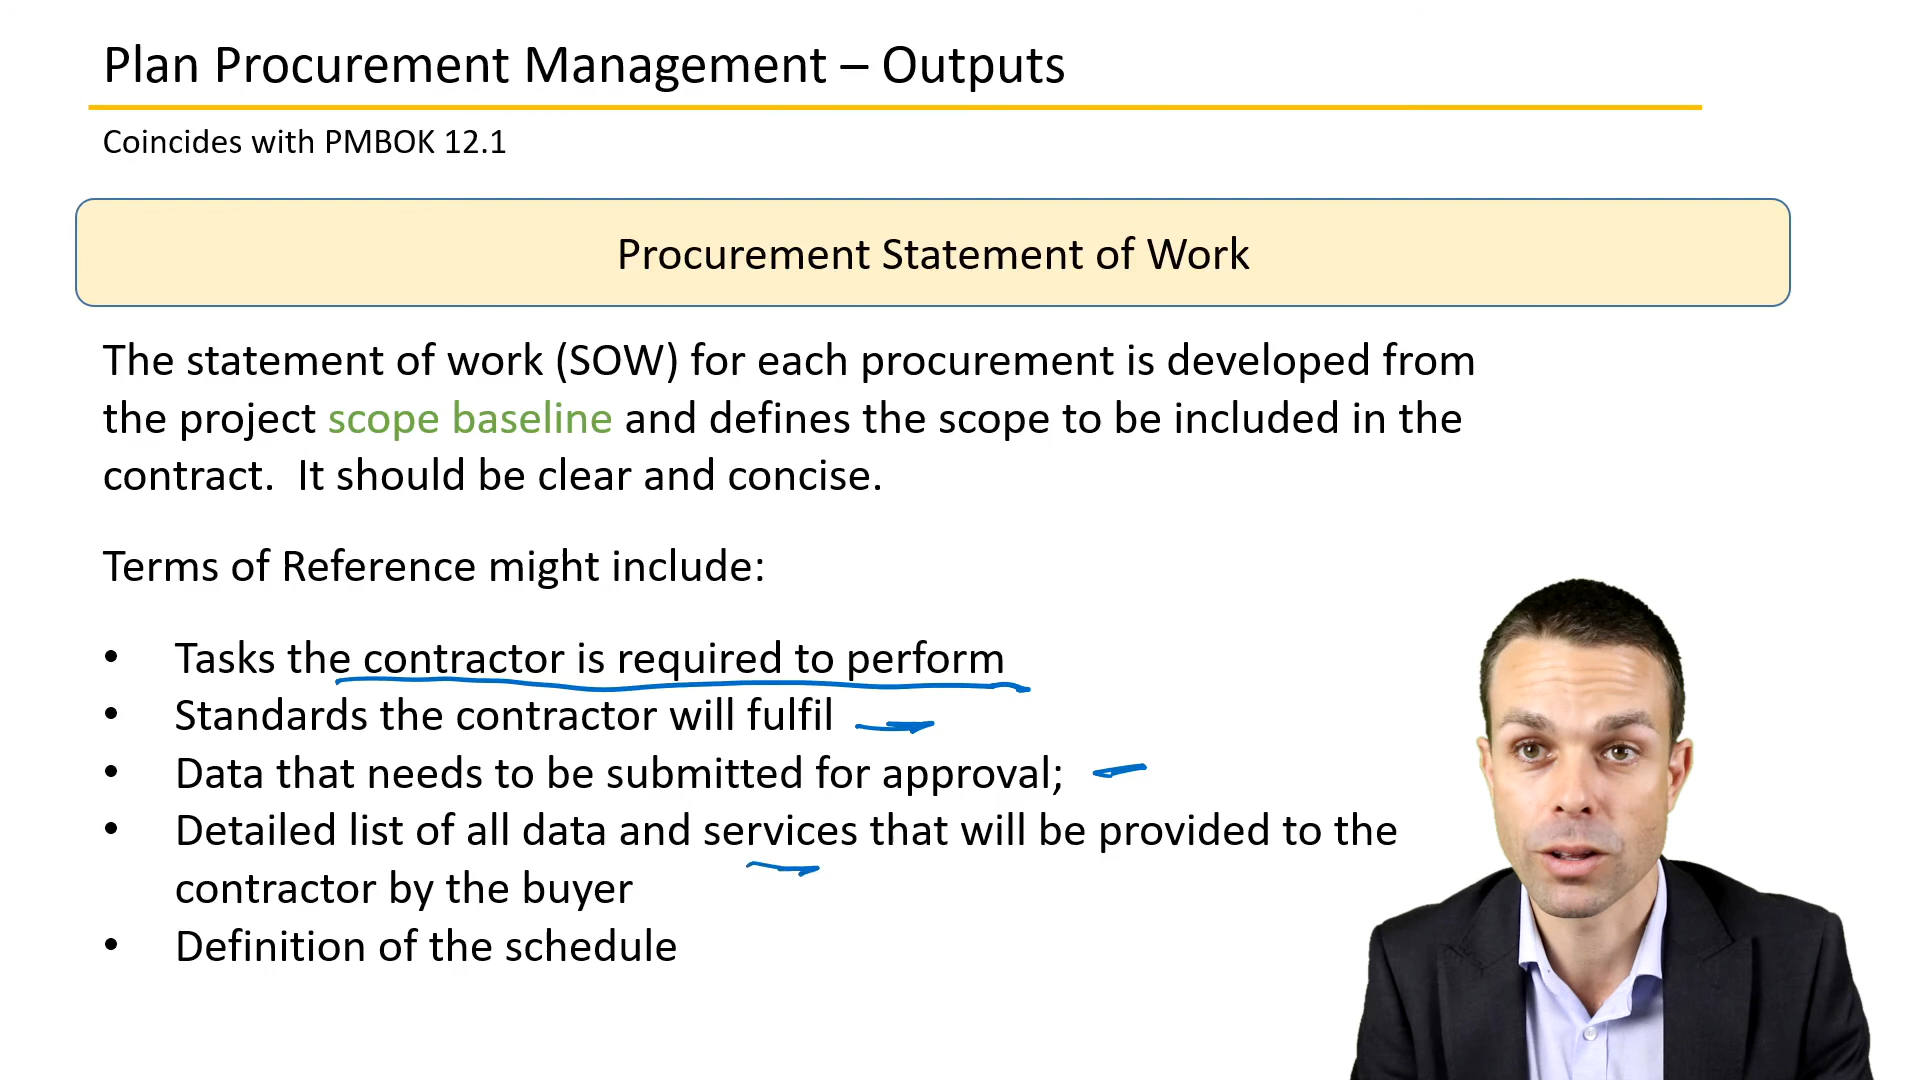 Plan Procurement Management – Outputs
Coincides with PMBOK 12.1
Procurement Statement of Work
The statement of work (SOW) for each procurement is developed from
the project scope baseline and defines the scope to be included in the
contract.  It should be clear and concise.
Terms of Reference might include:
• Tasks the contractor is required to perform
• Standards the contractor will fulfil
• Data that needs to be submitted for approval;
• Detailed list of all data and services that will be provided to the
contractor by the buyer
• Definition of the schedule